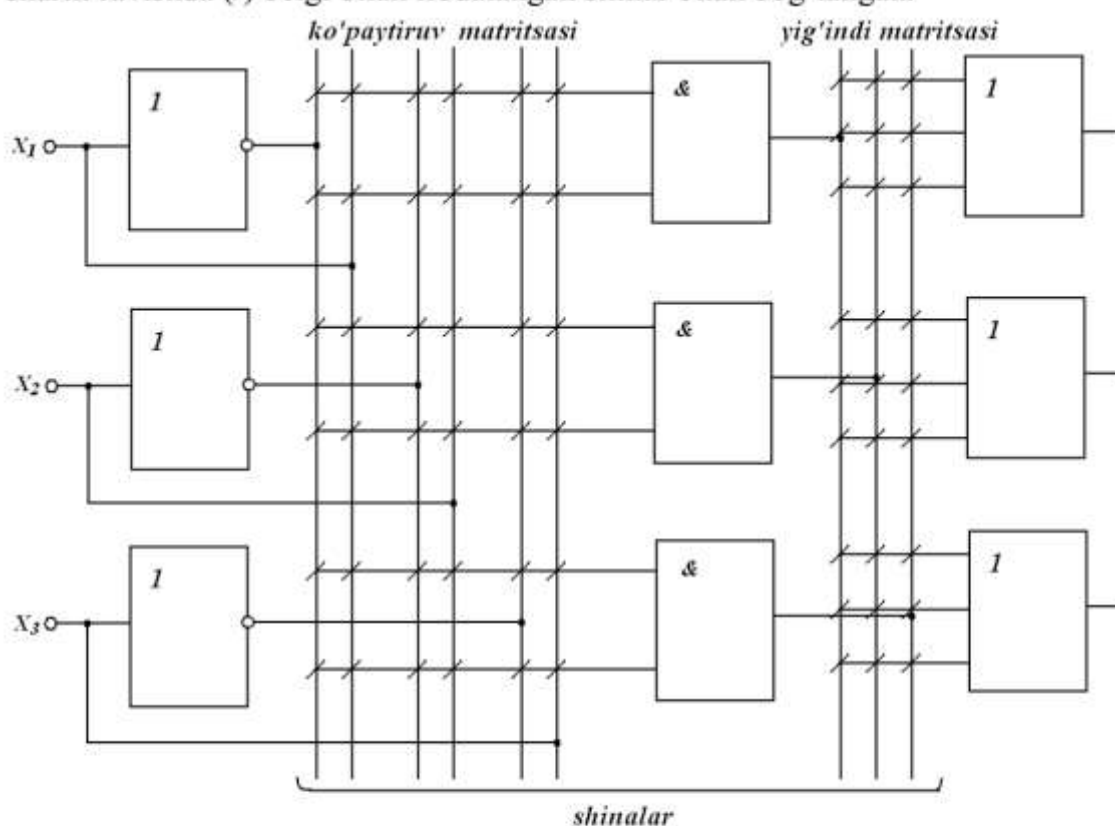 ko'paytiruv matritsasi
yig'indi matritsasi
1
&
1
X1
1
&
1
X2
1
&
1
X3
shinalar